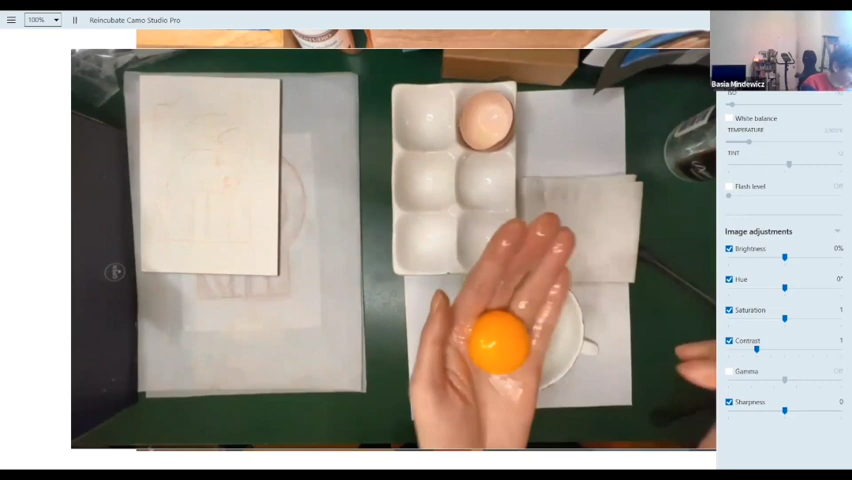 100%
Reincubate Camo Studio Pro
Basia Mindewicz
ISO
White balance
TEMPERATURE
TINT
Flash level
Off
Image adjustments
Brightness 0%
Hue 0°
Saturation 1
Contrast 1
Gamma Off
Sharpness 0